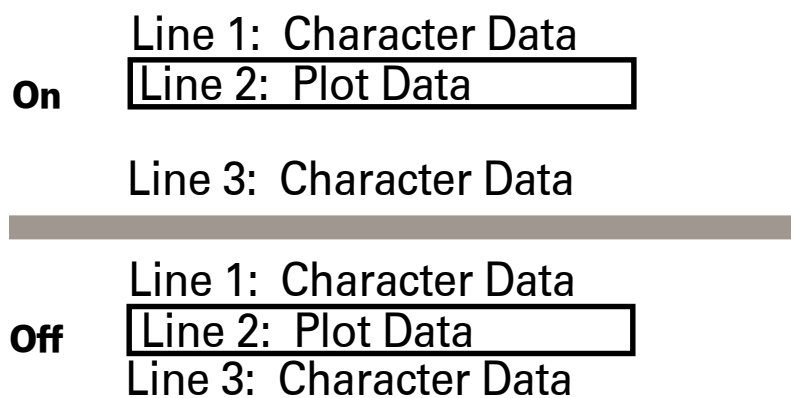 Line 1: Character Data
On
Line 2: Plot Data
Line 3: Character Data
Line 1: Character Data
Off
Line 2: Plot Data
Line 3: Character Data